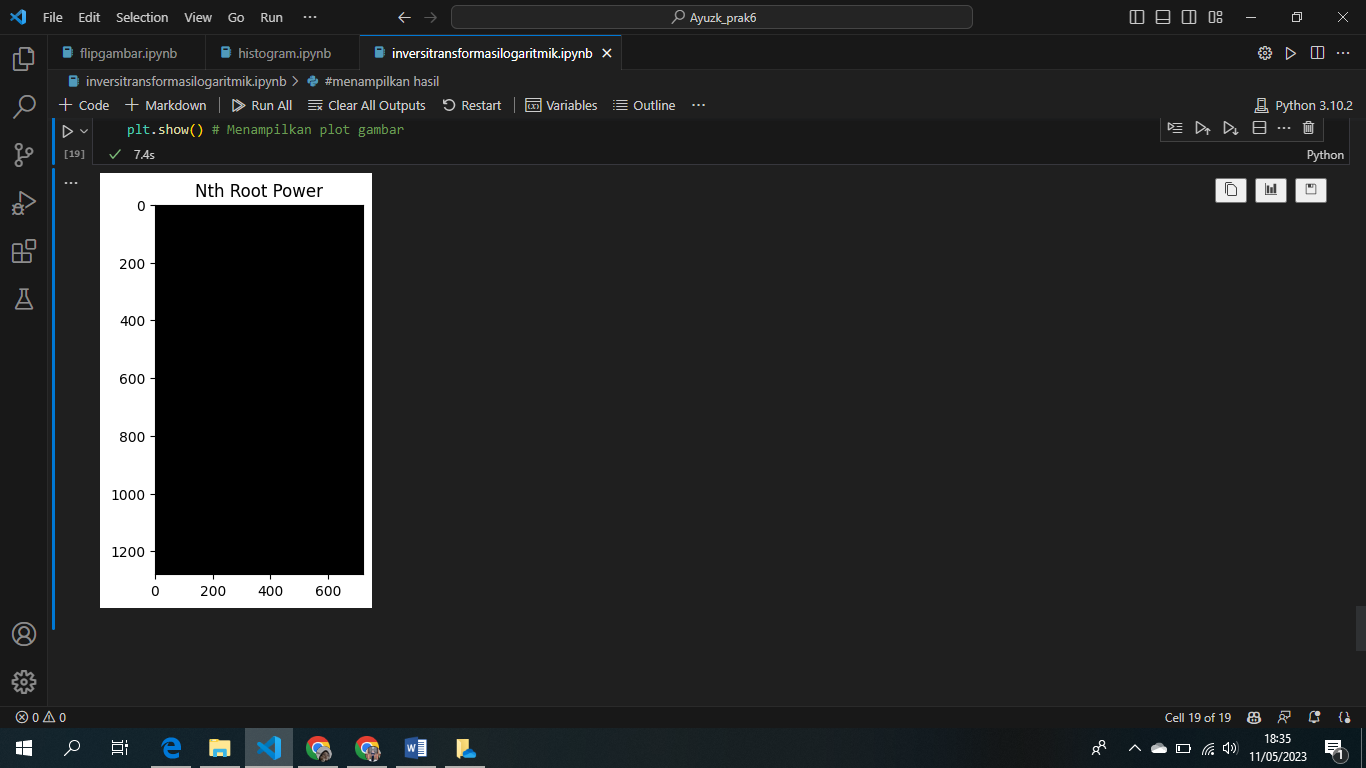 File Edit Selection View Go Run ··· Ayuzk_prak6
flipgambar.ipynb histogram.ipynb inversitransformasilogaritmik.ipynb
inversitransformasilogaritmik.ipynb > #menampilkan hasil
+ Code + Markdown Run All Clear All Outputs Restart Variables Outline ··· Python 3.10.2
plt.show() # Menampilkan plot gambar
[19] 7.4s Python
Nth Root Power
0
200
400
600
800
1000
1200
0 200 400 600
0 0 Cell 19 of 19
18:35
11/05/2023
1